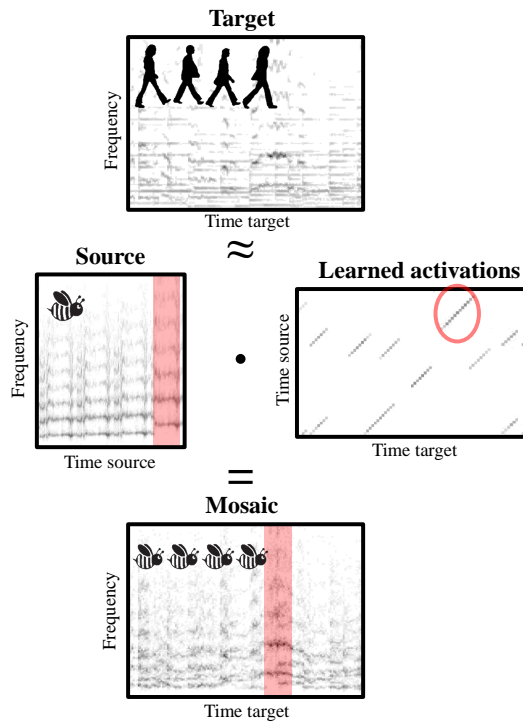 Target
Frequency
Time target
≈
Source
Learned activations
Frequency
Time source
•
Time source
Time target
=
Mosaic
Frequency
Time target